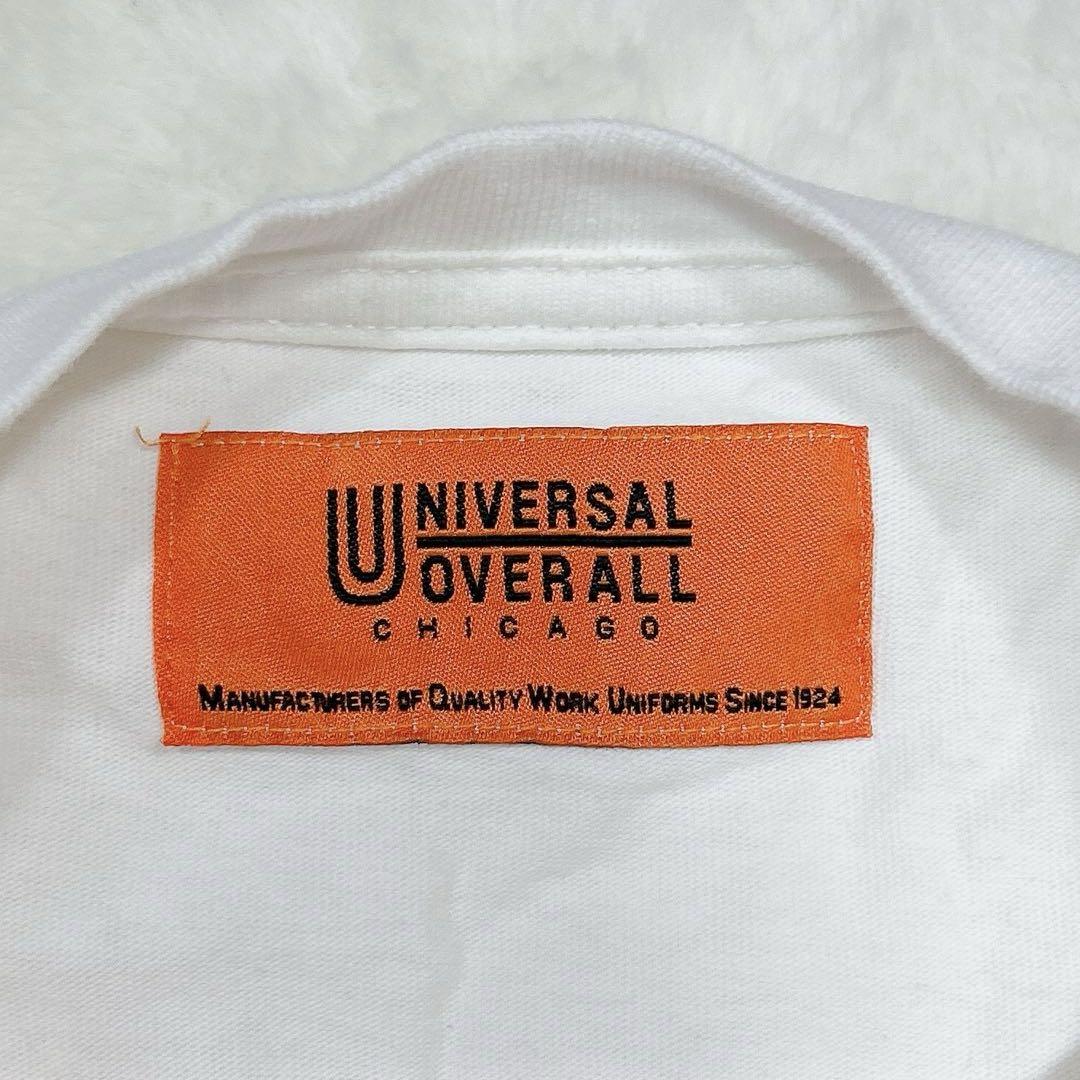 UNIVERSAL
OVERALL
CHICAGO
MANUFACTURERS OF QUALITY WORK UNIFORMS SINCE 1924